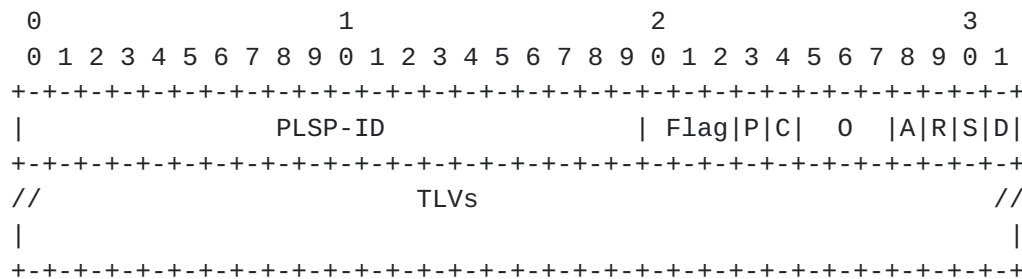 0                   1                   2                   3
 0 1 2 3 4 5 6 7 8 9 0 1 2 3 4 5 6 7 8 9 0 1 2 3 4 5 6 7 8 9 0 1
+-+-+-+-+-+-+-+-+-+-+-+-+-+-+-+-+-+-+-+-+-+-+-+-+-+-+-+-+-+-+-+-+
|                PLSP-ID                | Flag|P|C|  O  |A|R|S|D|
+-+-+-+-+-+-+-+-+-+-+-+-+-+-+-+-+-+-+-+-+-+-+-+-+-+-+-+-+-+-+-+-+
//                        TLVs                                 //
|                                                               |
+-+-+-+-+-+-+-+-+-+-+-+-+-+-+-+-+-+-+-+-+-+-+-+-+-+-+-+-+-+-+-+-+